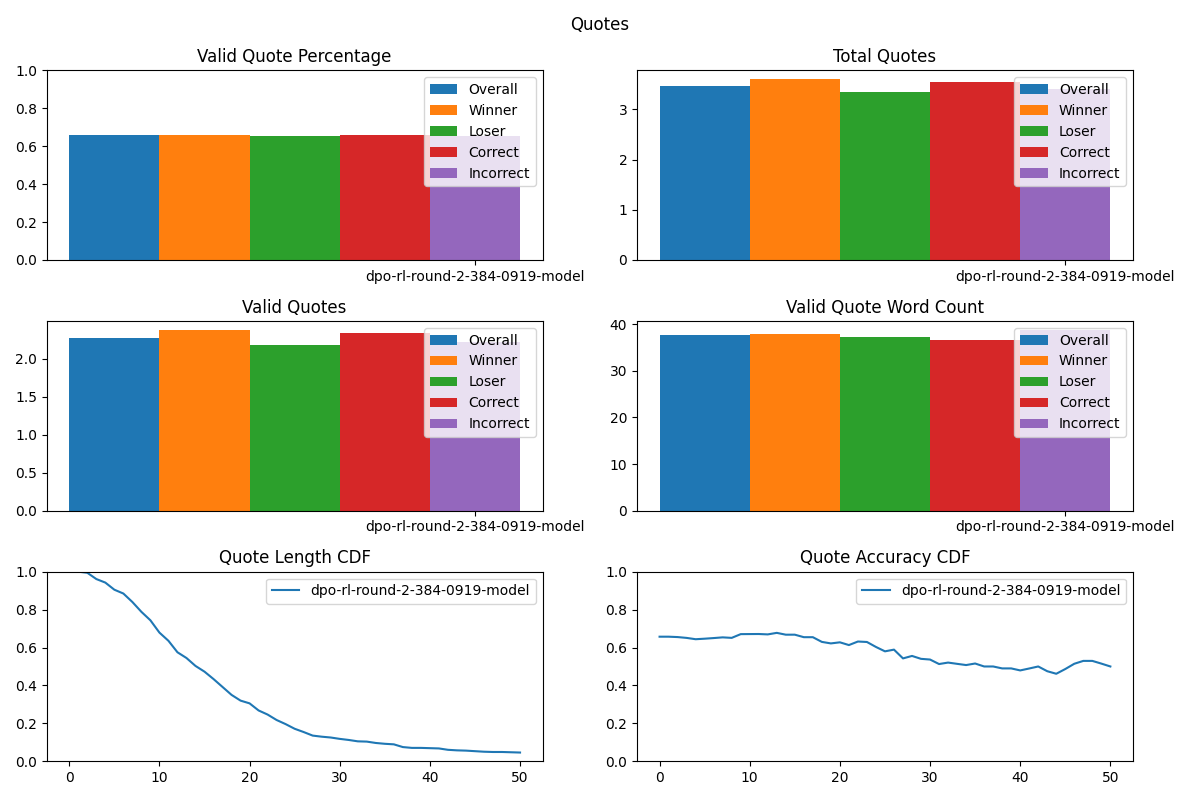 Quotes
Valid Quote Percentage
1.0
0.8
0.6
0.4
0.2
0.0
Overall
Winner
Loser
Correct
Incorrect
dpo-rl-round-2-384-0919-model
Total Quotes
3
2
1
0
Overall
Winner
Loser
Correct
Incorrect
dpo-rl-round-2-384-0919-model
Valid Quotes
2.0
1.5
1.0
0.5
0.0
Overall
Winner
Loser
Correct
Incorrect
dpo-rl-round-2-384-0919-model
Valid Quote Word Count
40
30
20
10
0
Overall
Winner
Loser
Correct
Incorrect
dpo-rl-round-2-384-0919-model
Quote Length CDF
1.0
0.8
0.6
0.4
0.2
0.0
dpo-rl-round-2-384-0919-model
0 10 20 30 40 50
Quote Accuracy CDF
1.0
0.8
0.6
0.4
0.2
0.0
dpo-rl-round-2-384-0919-model
0 10 20 30 40 50